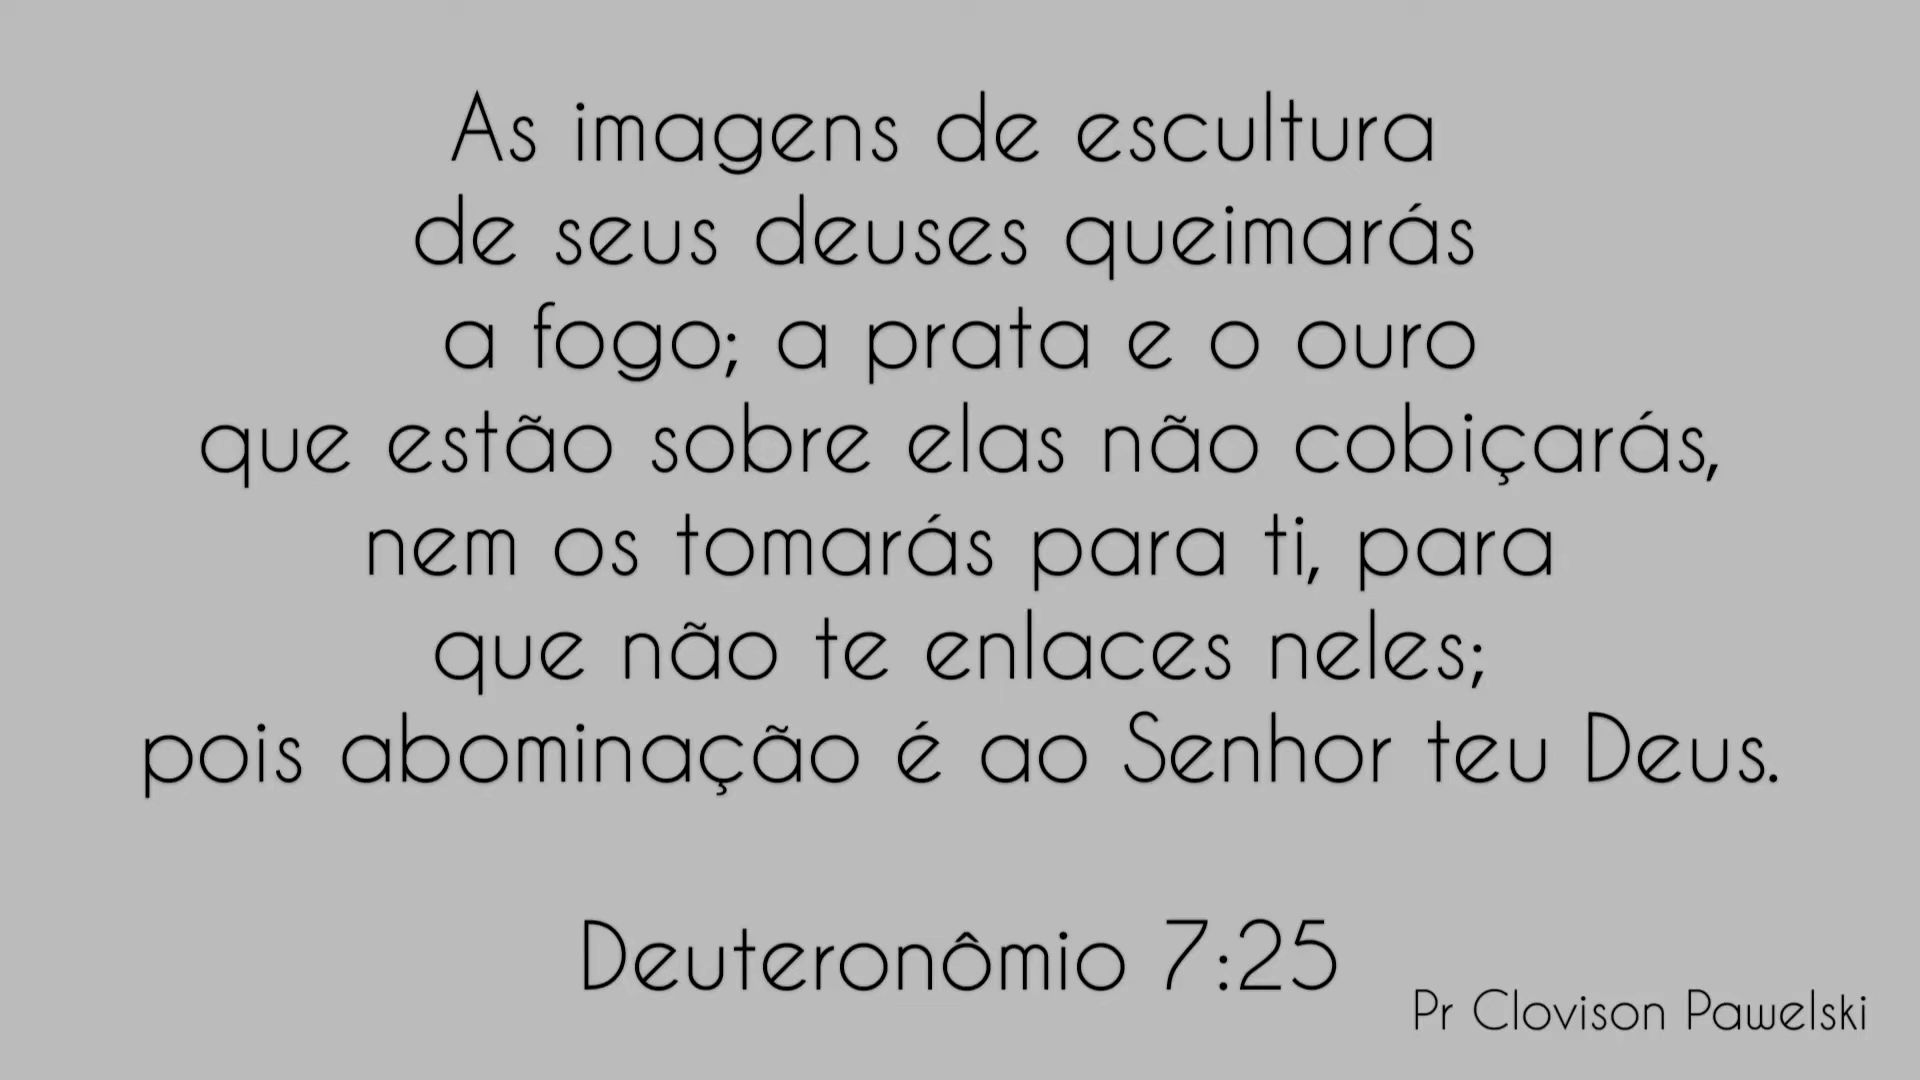 As imagens de escultura
de seus deuses queimarás
a fogo; a prata e o ouro
que estão sobre elas não cobiçarás,
nem os tomarás para ti, para
que não te enlaces neles;
pois abominação é ao Senhor teu Deus.
Deuteronômio 7:25
Pr Clovison Pawelski